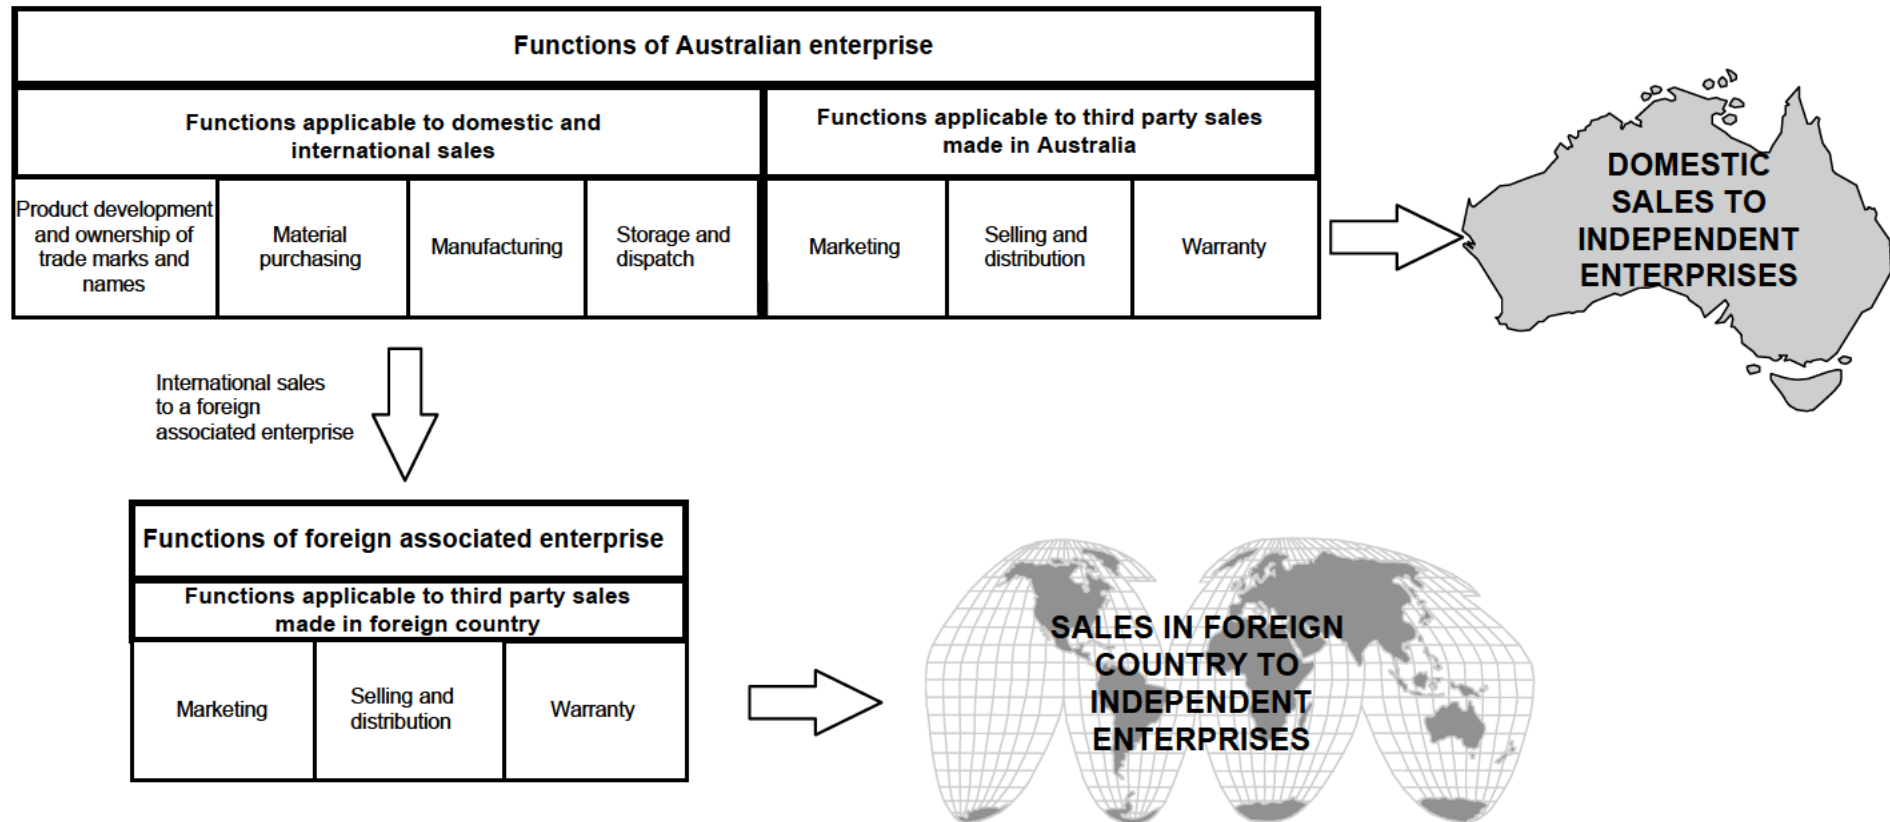 Functions of Australian enterprise
Functions applicable to domestic and
international sales
Functions applicable to third party sales
made in Australia
Product development
and ownership of
trade marks and
names
Material
purchasing
Manufacturing
Storage and
dispatch
Marketing
Selling and
distribution
Warranty
DOMESTIC
SALES TO
INDEPENDENT
ENTERPRISES
International sales
to a foreign
associated enterprise
Functions of foreign associated enterprise
Functions applicable to third party sales
made in foreign country
Marketing
Selling and
distribution
Warranty
SALES IN FOREIGN
COUNTRY TO
INDEPENDENT
ENTERPRISES